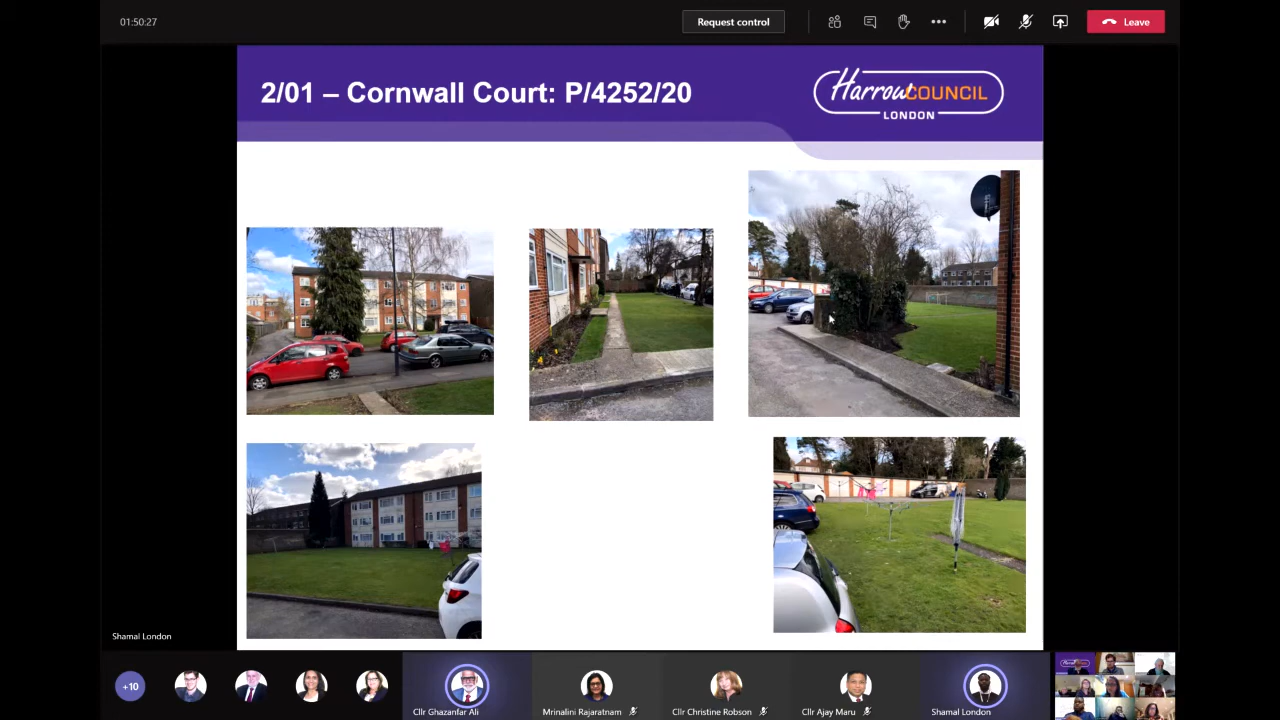 01:50:27
Request control
Leave
2/01 – Cornwall Court: P/4252/20
HarrowCOUNCIL
LONDON
Shamal London
+10
Cllr Ghazanfar Ali
Mrinalini Rajaratnam
Cllr Christine Robson
Cllr Ajay Maru
Shamal London